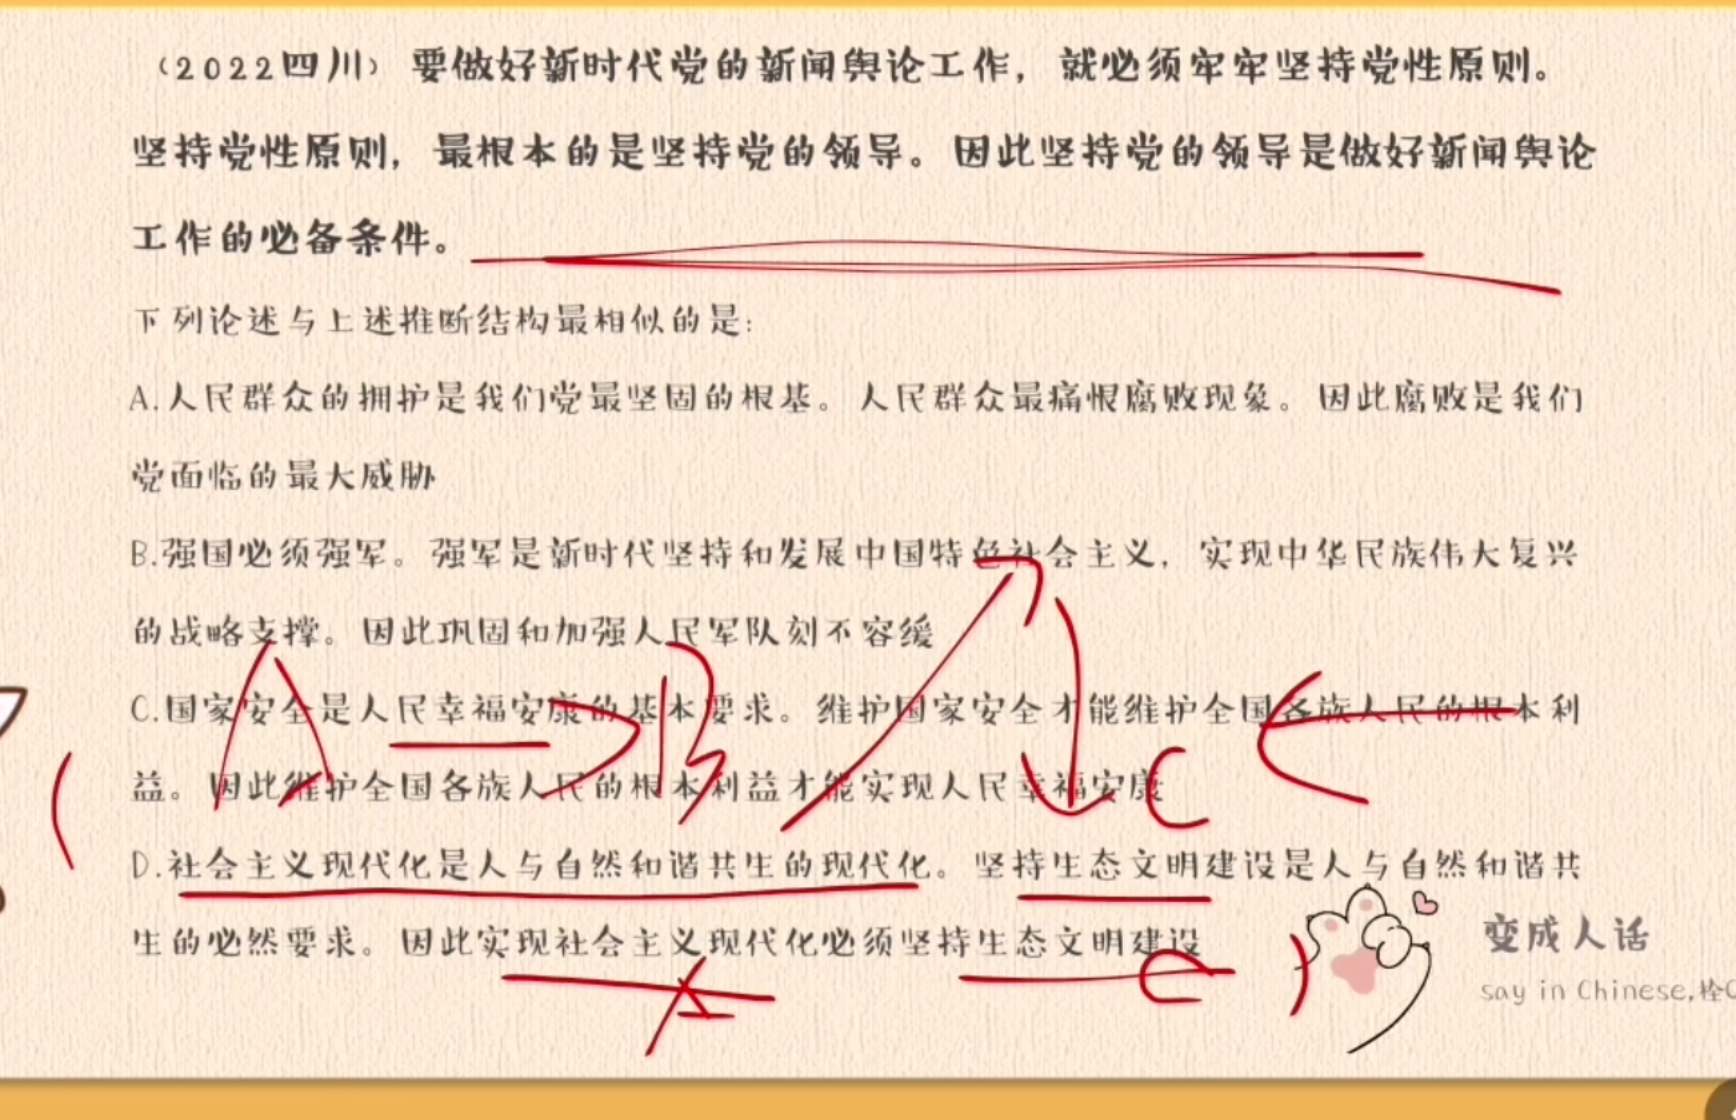 （2022四川）要做好新时代党的新闻舆论工作，就必须牢牢坚持党性原则。
坚持党性原则，最根本的是坚持党的领导。因此坚持党的领导是做好新闻舆论
工作的必备条件。
下列论述与上述推断结构最相似的是：
A.人民群众的拥护是我们党最坚固的根基。人民群众最痛恨腐败现象。因此腐败是我们
党面临的最大威胁
B.强国必须强军。强军是新时代坚持和发展中国特色社会主义，实现中华民族伟大复兴
的战略支撑。因此巩固和加强人民军队刻不容缓
C.国家安全是人民幸福安康的基本要求。维护国家安全才能维护全国各族人民的根本利
益。因此维护全国各族人民的根本利益才能实现人民幸福安康
A B C
D.社会主义现代化是人与自然和谐共生的现代化。坚持生态文明建设是人与自然和谐共
生的必然要求。因此实现社会主义现代化必须坚持生态文明建设
变成人话
say in Chinese,栓Q